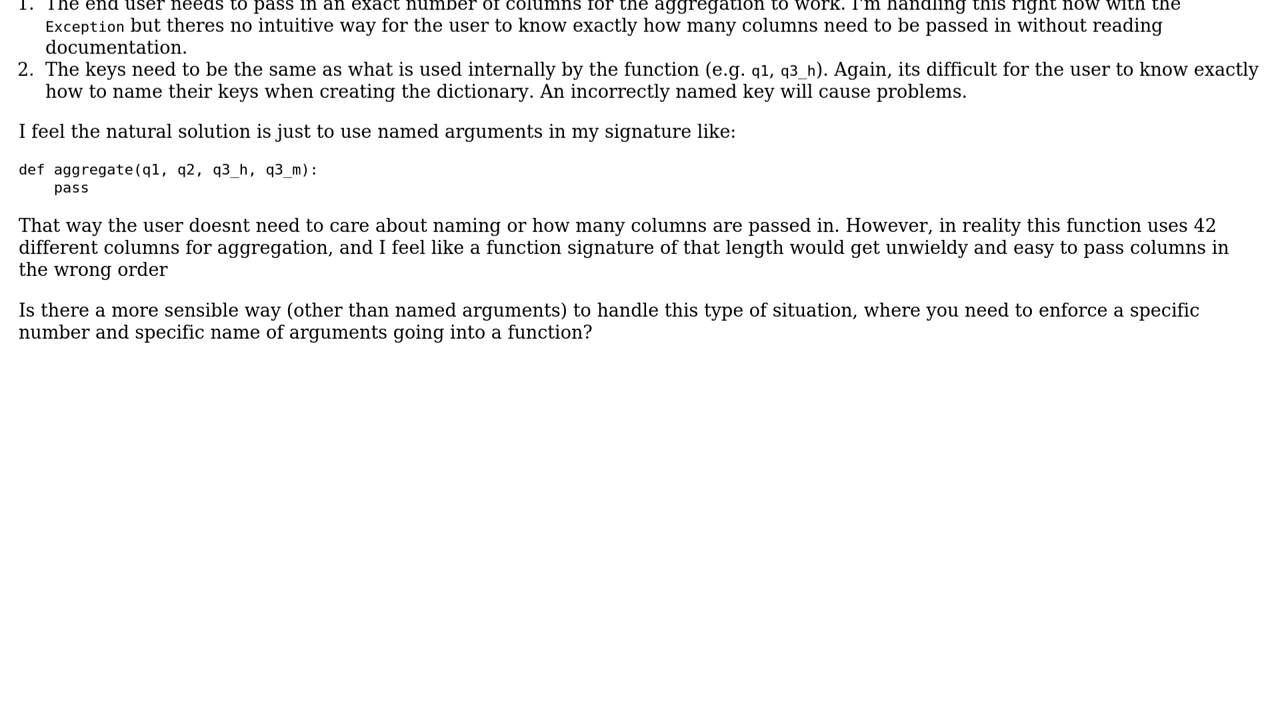 1. The end user needs to pass in an exact number of columns for the aggregation to work. I'm handling this right now with the
Exception but theres no intuitive way for the user to know exactly how many columns need to be passed in without reading
documentation.
2. The keys need to be the same as what is used internally by the function (e.g. q1, q3_h). Again, its difficult for the user to know exactly
how to name their keys when creating the dictionary. An incorrectly named key will cause problems.
I feel the natural solution is just to use named arguments in my signature like:
def aggregate(q1, q2, q3_h, q3_m):
    pass
That way the user doesnt need to care about naming or how many columns are passed in. However, in reality this function uses 42
different columns for aggregation, and I feel like a function signature of that length would get unwieldy and easy to pass columns in
the wrong order
Is there a more sensible way (other than named arguments) to handle this type of situation, where you need to enforce a specific
number and specific name of arguments going into a function?